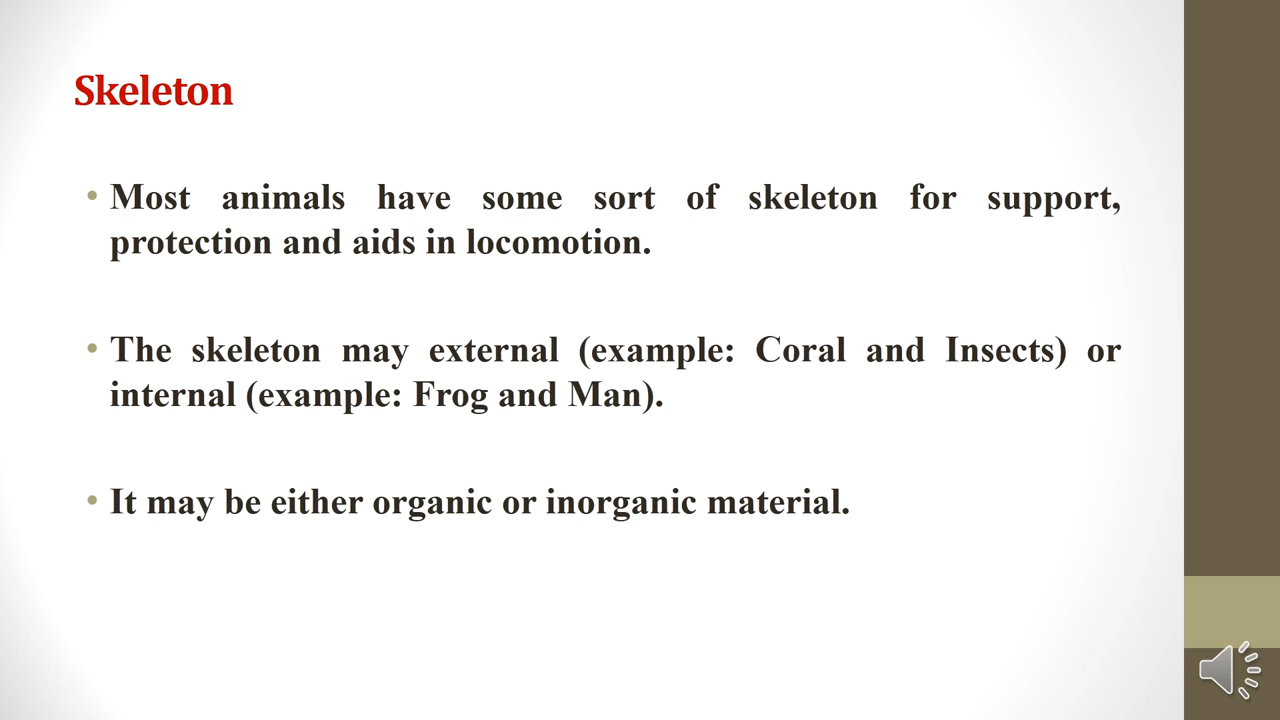 Skeleton
• Most animals have some sort of skeleton for support,
protection and aids in locomotion.
• The skeleton may external (example: Coral and Insects) or
internal (example: Frog and Man).
• It may be either organic or inorganic material.